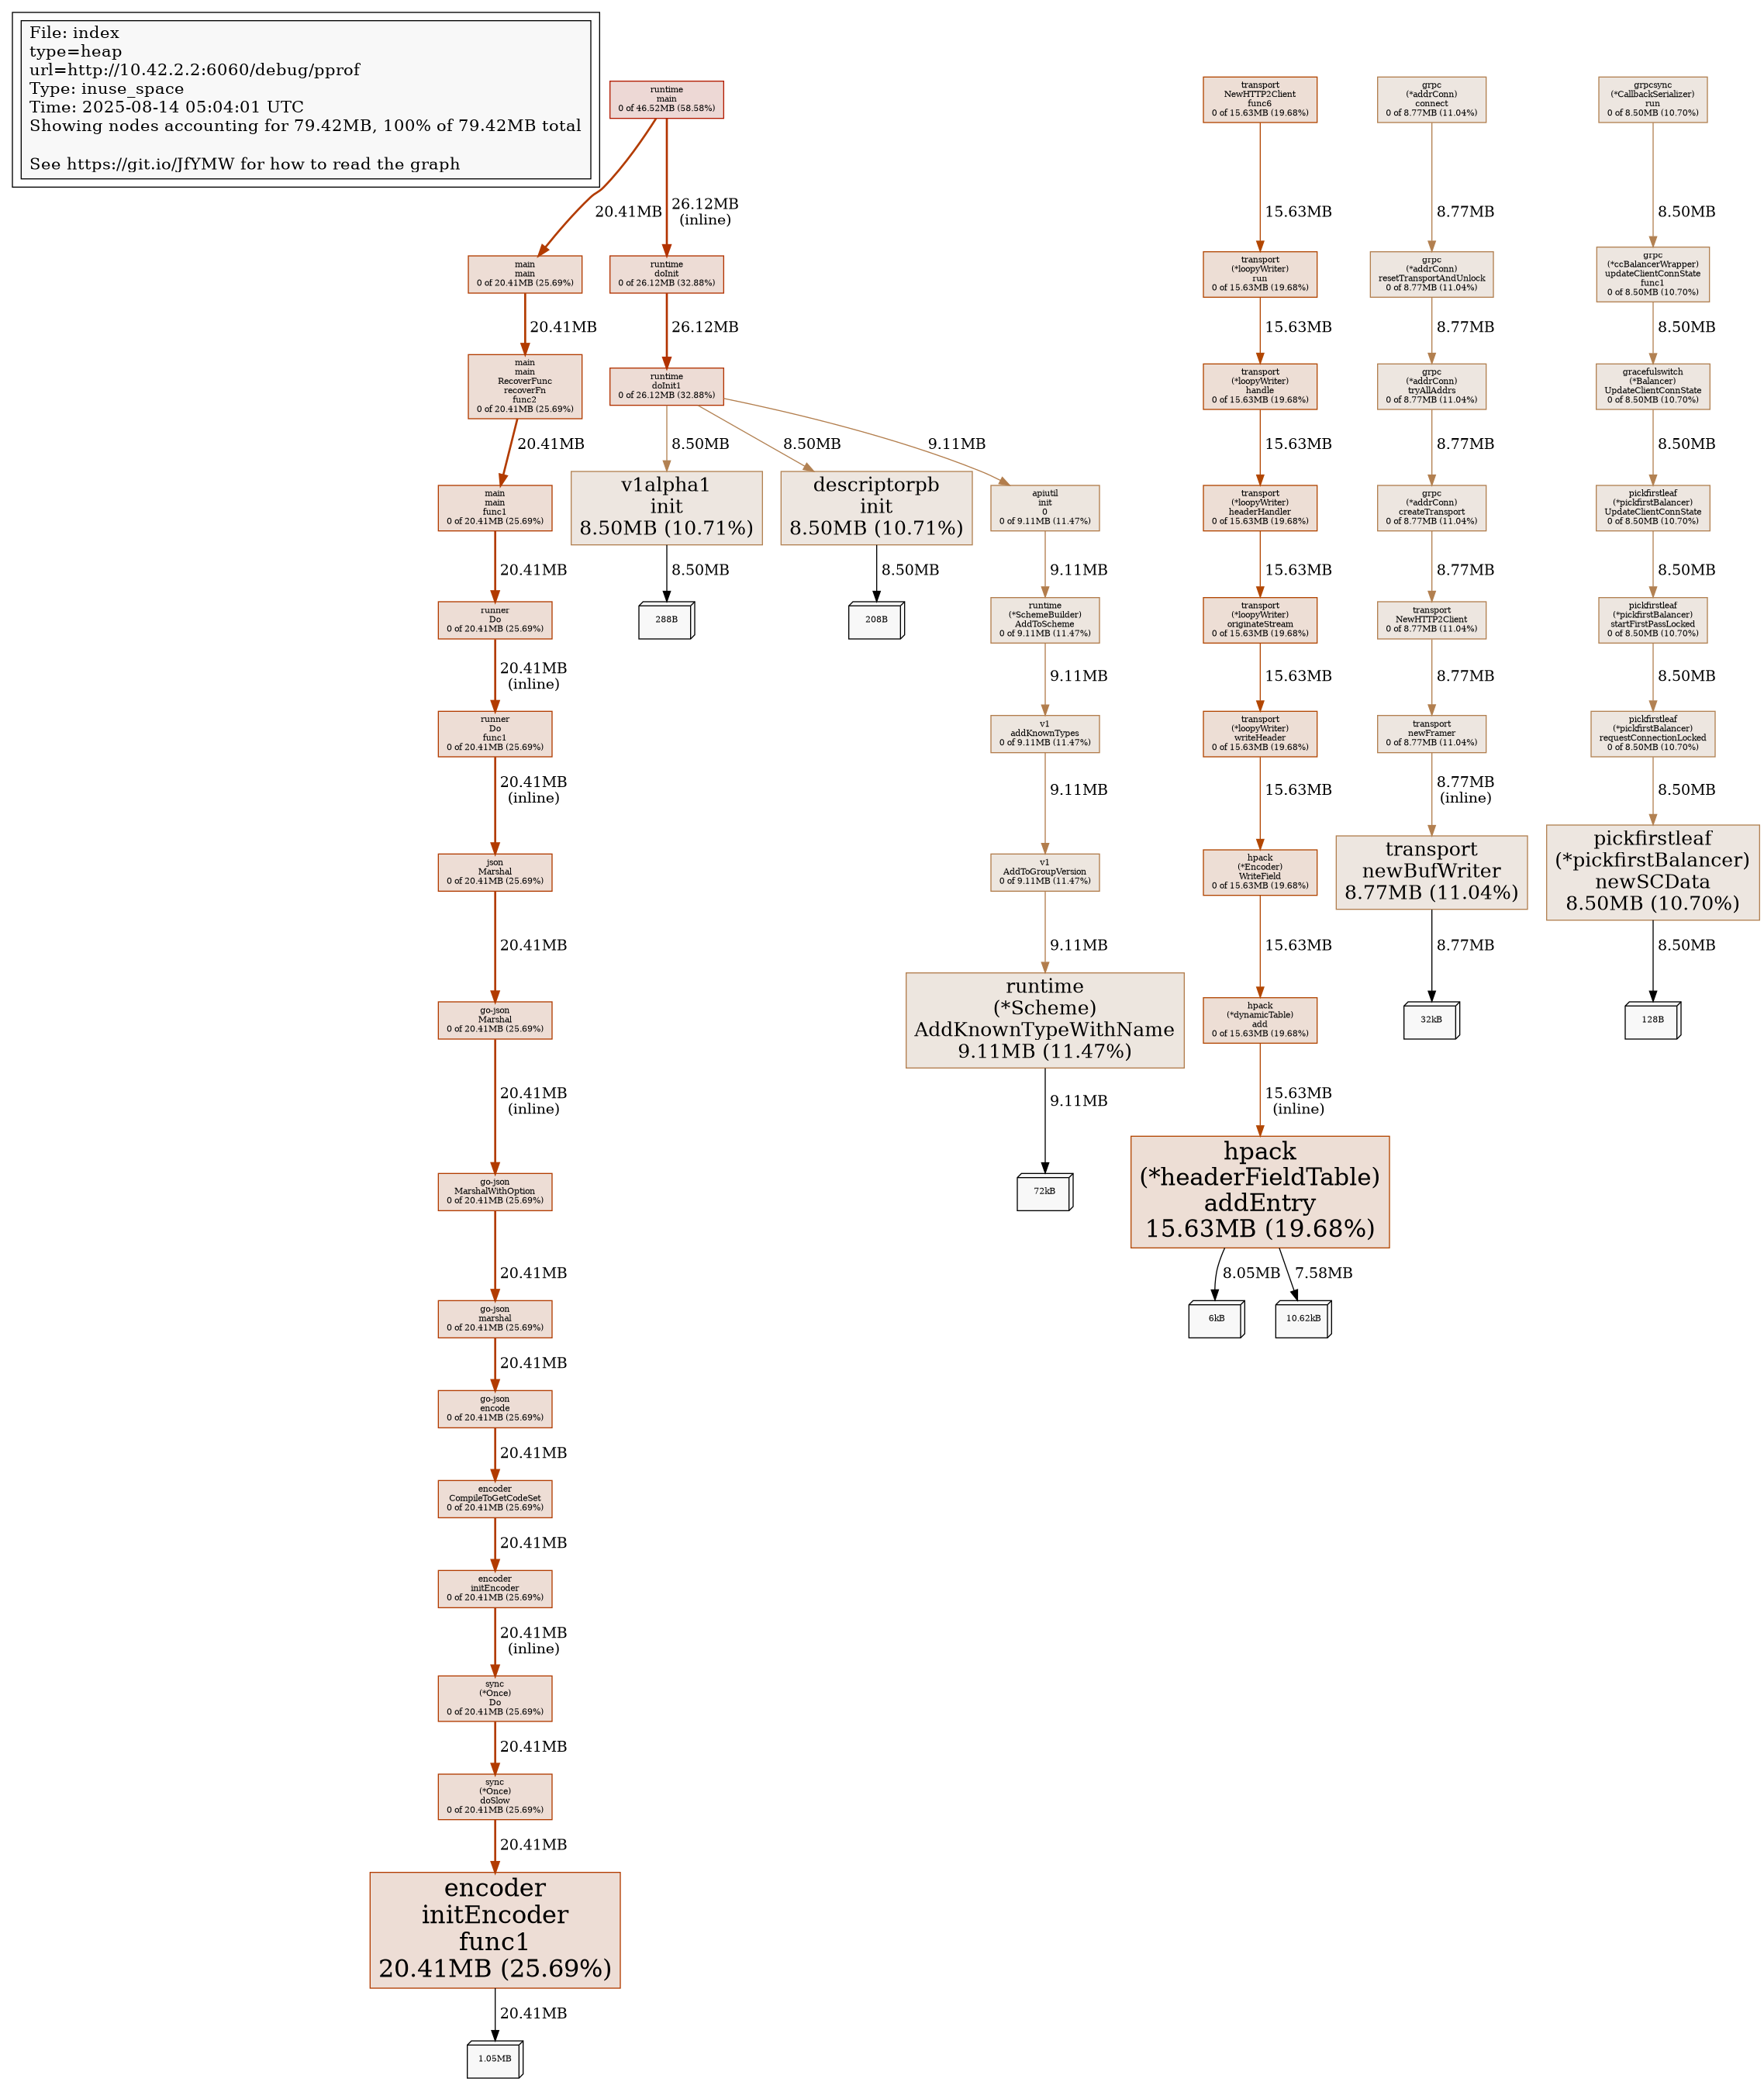 File: index
type=heap
url=http://10.42.2.2:6060/debug/pprof
Type: inuse_space
Time: 2025-08-14 05:04:01 UTC
Showing nodes accounting for 79.42MB, 100% of 79.42MB total
See https://git.io/JfYMW for how to read the graph
runtime
main
0 of 46.52MB (58.58%)
20.41MB
26.12MB
(inline)
main
main
0 of 20.41MB (25.69%)
20.41MB
main
main
RecoverFunc
recoverFn
func2
0 of 20.41MB (25.69%)
20.41MB
main
main
func1
0 of 20.41MB (25.69%)
20.41MB
runner
Do
0 of 20.41MB (25.69%)
20.41MB
(inline)
runner
Do
func1
0 of 20.41MB (25.69%)
20.41MB
(inline)
json
Marshal
0 of 20.41MB (25.69%)
20.41MB
go-json
Marshal
0 of 20.41MB (25.69%)
20.41MB
(inline)
go-json
MarshalWithOption
0 of 20.41MB (25.69%)
20.41MB
go-json
marshal
0 of 20.41MB (25.69%)
20.41MB
go-json
encode
0 of 20.41MB (25.69%)
20.41MB
encoder
CompileToGetCodeSet
0 of 20.41MB (25.69%)
20.41MB
encoder
initEncoder
0 of 20.41MB (25.69%)
20.41MB
(inline)
sync
(*Once)
Do
0 of 20.41MB (25.69%)
20.41MB
sync
(*Once)
doSlow
0 of 20.41MB (25.69%)
20.41MB
encoder
initEncoder
func1
20.41MB (25.69%)
20.41MB
1.05MB
runtime
doInit
0 of 26.12MB (32.88%)
26.12MB
runtime
doInit1
0 of 26.12MB (32.88%)
8.50MB
8.50MB
9.11MB
v1alpha1
init
8.50MB (10.71%)
8.50MB
288B
descriptorpb
init
8.50MB (10.71%)
8.50MB
208B
apiutil
init
0
0 of 9.11MB (11.47%)
9.11MB
runtime
(*SchemeBuilder)
AddToScheme
0 of 9.11MB (11.47%)
9.11MB
v1
addKnownTypes
0 of 9.11MB (11.47%)
9.11MB
v1
AddToGroupVersion
0 of 9.11MB (11.47%)
9.11MB
runtime
(*Scheme)
AddKnownTypeWithName
9.11MB (11.47%)
9.11MB
72kB
transport
NewHTTP2Client
func6
0 of 15.63MB (19.68%)
15.63MB
transport
(*loopyWriter)
run
0 of 15.63MB (19.68%)
15.63MB
transport
(*loopyWriter)
handle
0 of 15.63MB (19.68%)
15.63MB
transport
(*loopyWriter)
headerHandler
0 of 15.63MB (19.68%)
15.63MB
transport
(*loopyWriter)
originateStream
0 of 15.63MB (19.68%)
15.63MB
transport
(*loopyWriter)
writeHeader
0 of 15.63MB (19.68%)
15.63MB
hpack
(*Encoder)
WriteField
0 of 15.63MB (19.68%)
15.63MB
hpack
(*dynamicTable)
add
0 of 15.63MB (19.68%)
15.63MB
(inline)
hpack
(*headerFieldTable)
addEntry
15.63MB (19.68%)
8.05MB
7.58MB
6kB
10.62kB
grpc
(*addrConn)
connect
0 of 8.77MB (11.04%)
8.77MB
grpc
(*addrConn)
resetTransportAndUnlock
0 of 8.77MB (11.04%)
8.77MB
grpc
(*addrConn)
tryAllAddrs
0 of 8.77MB (11.04%)
8.77MB
grpc
(*addrConn)
createTransport
0 of 8.77MB (11.04%)
8.77MB
transport
NewHTTP2Client
0 of 8.77MB (11.04%)
8.77MB
transport
newFramer
0 of 8.77MB (11.04%)
8.77MB
(inline)
transport
newBufWriter
8.77MB (11.04%)
8.77MB
32kB
grpcsync
(*CallbackSerializer)
run
0 of 8.50MB (10.70%)
8.50MB
grpc
(*ccBalancerWrapper)
updateClientConnState
func1
0 of 8.50MB (10.70%)
8.50MB
gracefulswitch
(*Balancer)
UpdateClientConnState
0 of 8.50MB (10.70%)
8.50MB
pickfirstleaf
(*pickfirstBalancer)
UpdateClientConnState
0 of 8.50MB (10.70%)
8.50MB
pickfirstleaf
(*pickfirstBalancer)
startFirstPassLocked
0 of 8.50MB (10.70%)
8.50MB
pickfirstleaf
(*pickfirstBalancer)
requestConnectionLocked
0 of 8.50MB (10.70%)
8.50MB
pickfirstleaf
(*pickfirstBalancer)
newSCData
8.50MB (10.70%)
8.50MB
128B